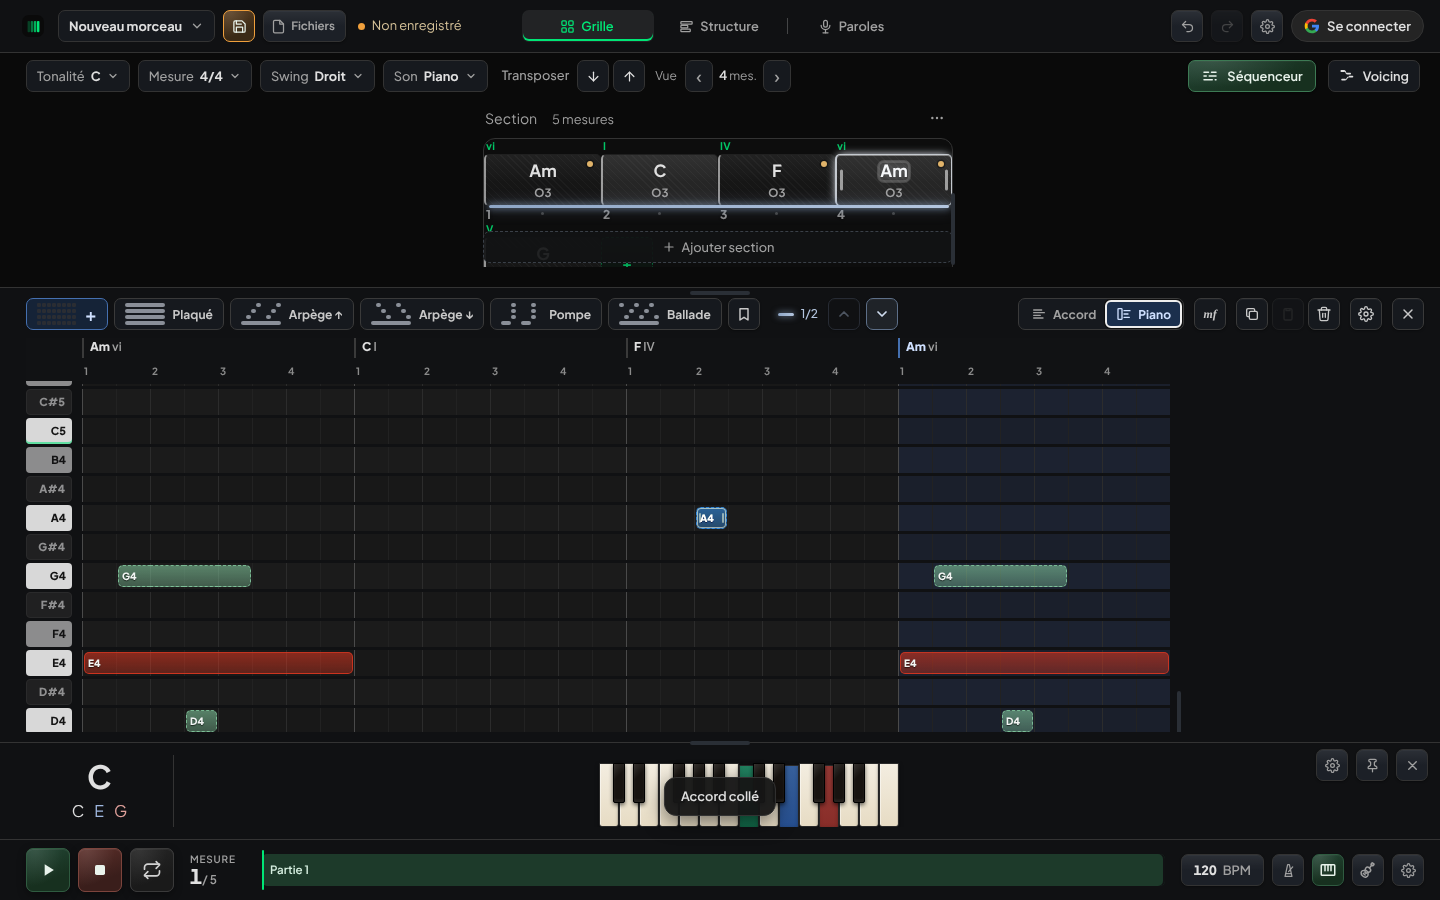 Nouveau morceau
Fichiers
Non enregistré
Grille
Structure
Paroles
Se connecter
Tonalité C
Mesure 4/4
Swing Droit
Son Piano
Transposer
Vue
4 mes.
Séquenceur
Voicing
Section 5 mesures
vi I IV vi
Am C F Am
O3 O3 O3 O3
1 2 3 4
V
G
Ajouter section
Plaqué
Arpège ↑
Arpège ↓
Pompe
Ballade
1/2
Accord
Piano
mf
Am vi C I F IV Am vi
1 2 3 4 1 2 3 4 1 2 3 4 1 2 3 4
C#5
C5
B4
A#4
A4 A4
G#4
G4 G4 G4
F#4
F4
E4 E4 E4
D#4
D4 D4 D4
C
C E G
Accord collé
MESURE
1 / 5
Partie 1
120 BPM